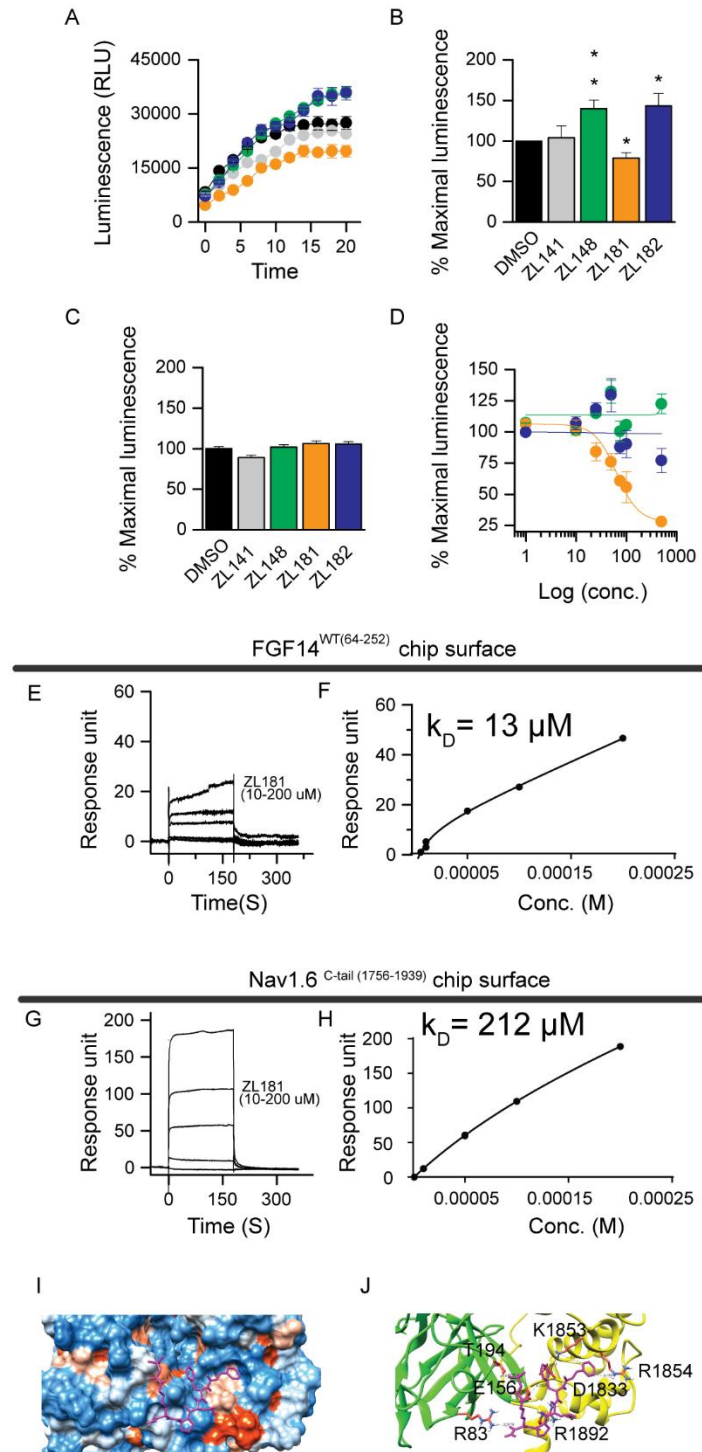 A
Luminescence (RLU)
45000
30000
15000
0
0 5 10 15 20
Time
B
% Maximal luminescence
200
150
100
50
0
*
*
*
*
DMSO
ZL141
ZL148
ZL181
ZL182
C
% Maximal luminescence
200
150
100
50
0
DMSO
ZL141
ZL148
ZL181
ZL182
D
% Maximal luminescence
150
125
100
75
50
25
1 10 100 1000
Log (conc.)
FGF14 WT(64-252) chip surface
E
Response unit
60
40
20
0
ZL181
(10-200 uM)
0 150 300
Time(S)
F
Response unit
60
40
20
0
kD= 13 µM
0.00005 0.00015 0.00025
Conc. (M)
Nav1.6 C-tail (1756-1939) chip surface
G
Response unit
200
150
100
50
0
ZL181
(10-200 uM)
0 150 300
Time (S)
H
Response unit
200
150
100
50
0
kD= 212 µM
0.00005 0.00015 0.00025
Conc. (M)
I
J
K1853
T194
R1854
E156
D1833
R83
R1892